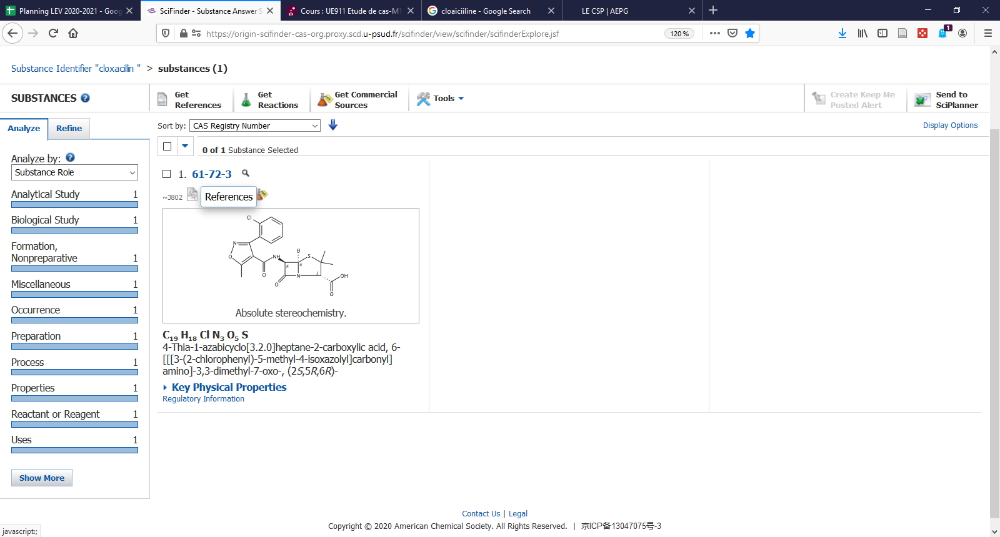 Planning LEV 2020-2021 - Goog
SciFinder - Substance Answer S
Cours : UE911 Etude de cas-M1
cloaiciiline - Google Search
LE CSP | AEPG
https://origin-scifinder-cas-org.proxy.scd.u-psud.fr/scifinder/view/scifinder/scifinderExplore.jsf
120 %
1
Substance Identifier "cloxacillin " > substances (1)
SUBSTANCES ?
Get References
Get Reactions
Get Commercial Sources
Tools
Create Keep Me Posted Alert
Send to SciPlanner
Analyze
Refine
Sort by: CAS Registry Number
Display Options
0 of 1 Substance Selected
Analyze by: ?
Substance Role
Analytical Study 1
Biological Study 1
Formation,
Nonpreparative 1
Miscellaneous 1
Occurrence 1
Preparation 1
Process 1
Properties 1
Reactant or Reagent 1
Uses 1
Show More
1. 61-72-3
~3802
References
Cl
N
O
NH
O
H
S
R
R
N
S
O
OH
O
Absolute stereochemistry.
C19 H18 Cl N3 O5 S
4-Thia-1-azabicyclo[3.2.0]heptane-2-carboxylic acid, 6-
[[[3-(2-chlorophenyl)-5-methyl-4-isoxazolyl]carbonyl]
amino]-3,3-dimethyl-7-oxo-, (2S,5R,6R)-
Key Physical Properties
Regulatory Information
Contact Us | Legal
Copyright © 2020 American Chemical Society. All Rights Reserved. | 京ICP备13047075号-3
javascript:;